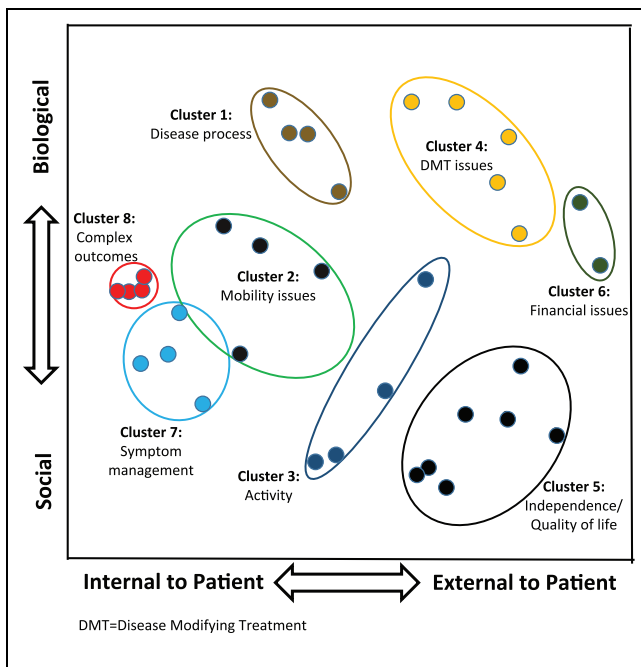 Biological
Social
Cluster 1:
Disease process
Cluster 4:
DMT issues
Cluster 8:
Complex
outcomes
Cluster 2:
Mobility issues
Cluster 6:
Financial issues
Cluster 7:
Symptom
management
Cluster 3:
Activity
Cluster 5:
Independence/
Quality of life
Internal to Patient
External to Patient
DMT=Disease Modifying Treatment